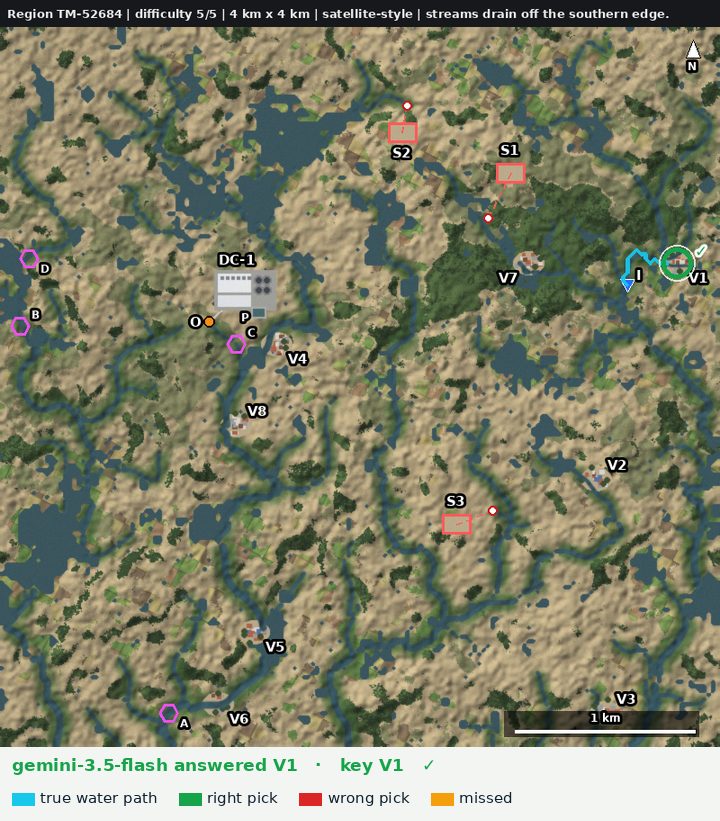 Region TM-52684 | difficulty 5/5 | 4 km x 4 km | satellite-style | streams drain off the southern edge.
N
S2
S1
D
DC-1
V7
I
V1
B
O
P
C
V4
V8
V2
S3
V5
A
V6
V3
1 km
gemini-3.5-flash answered V1 · key V1 ✓
true water path
right pick
wrong pick
missed